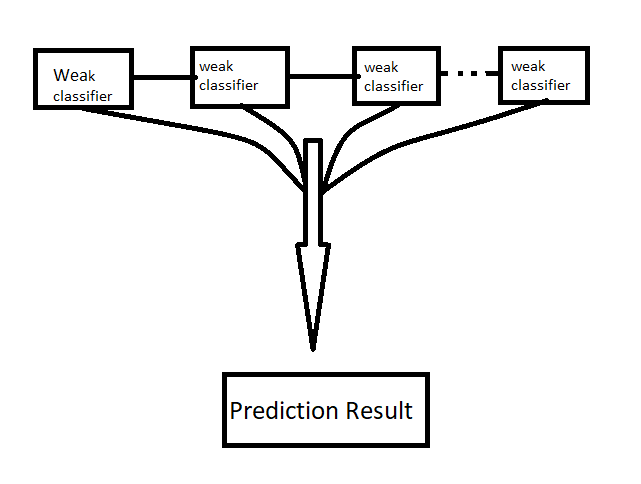 Weak
classifier
weak
classifier
weak
classifier
weak
classifier
Prediction Result